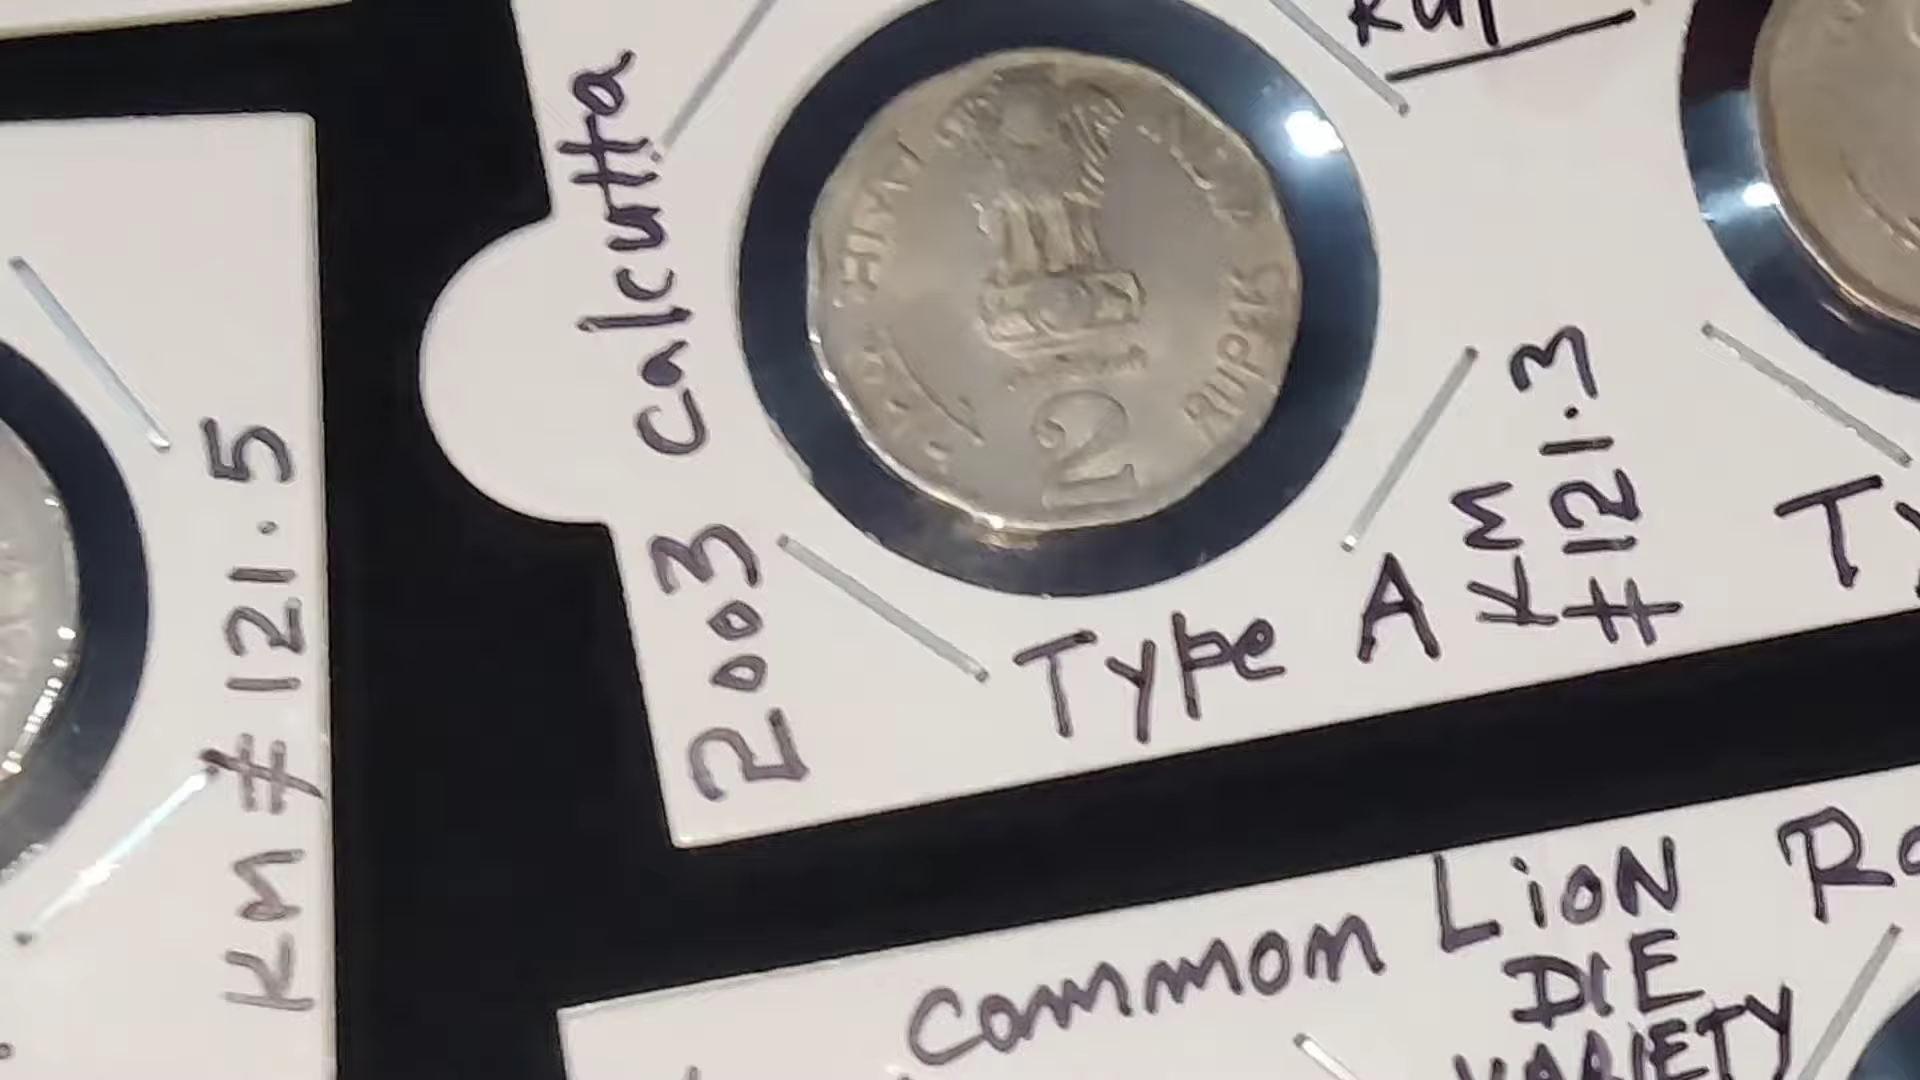 2003 Calcutta
2
RUPEES
Type A
KM
#121.3
KM #121.5
Common Lion
DIE
VARIETY